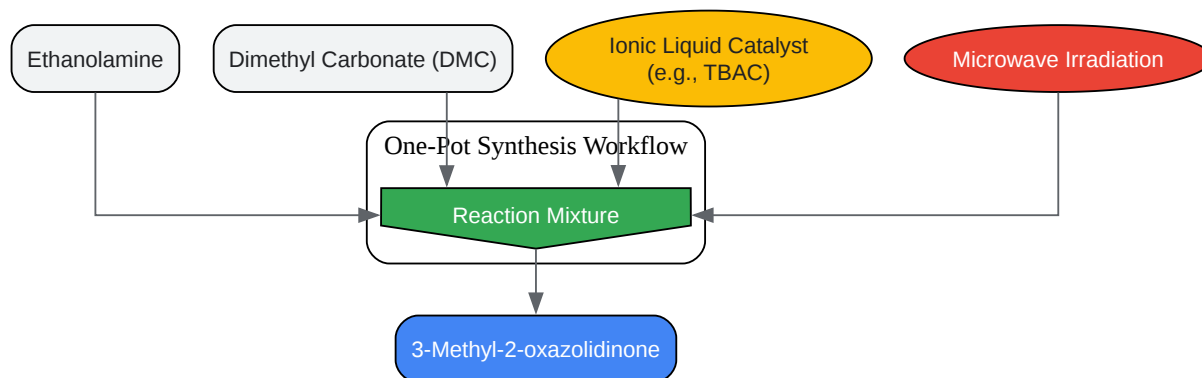 Ethanolamine
Dimethyl Carbonate (DMC)
Ionic Liquid Catalyst
(e.g., TBAC)
Microwave Irradiation
One-Pot Synthesis Workflow
Reaction Mixture
3-Methyl-2-oxazolidinone